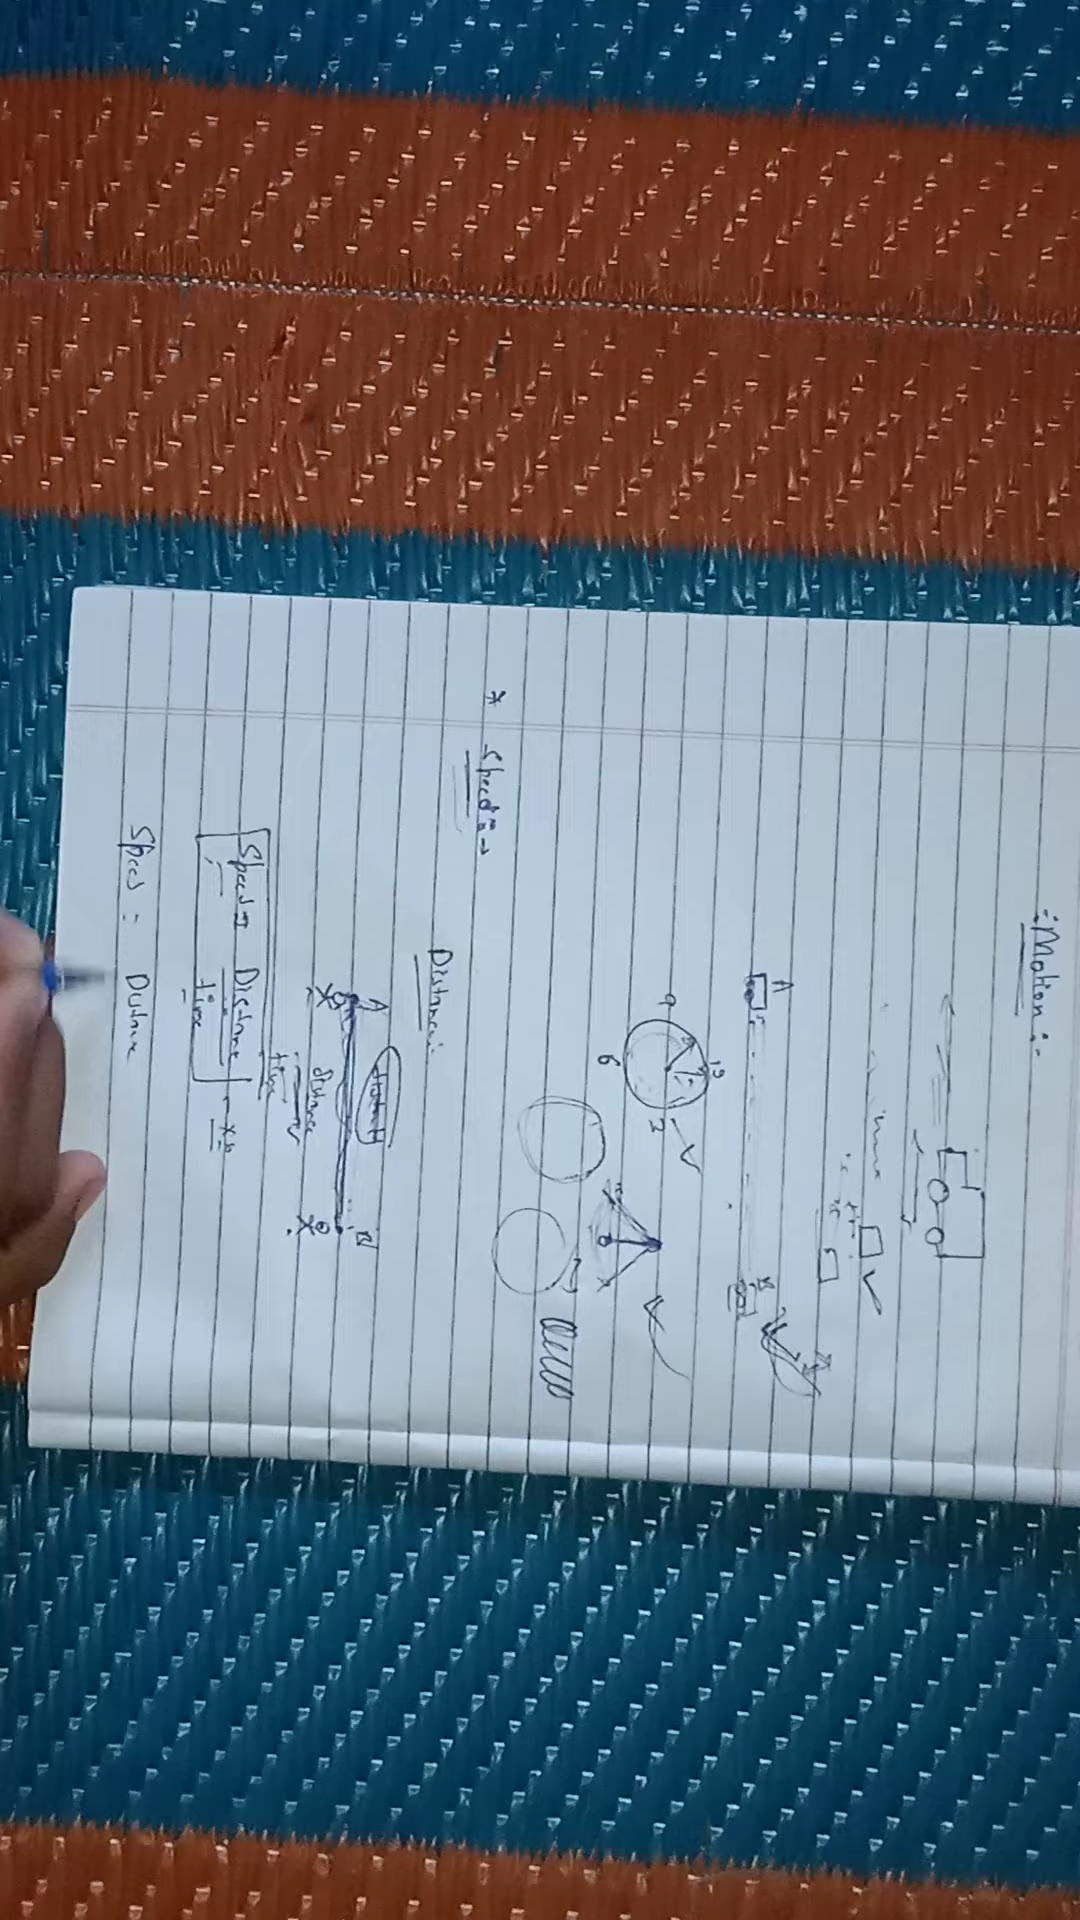 :Motion:-
A
12
9
3
6
* Speed:→
Distance:
A
B
distance
time
Speed = Distance
time
Speed = Distance